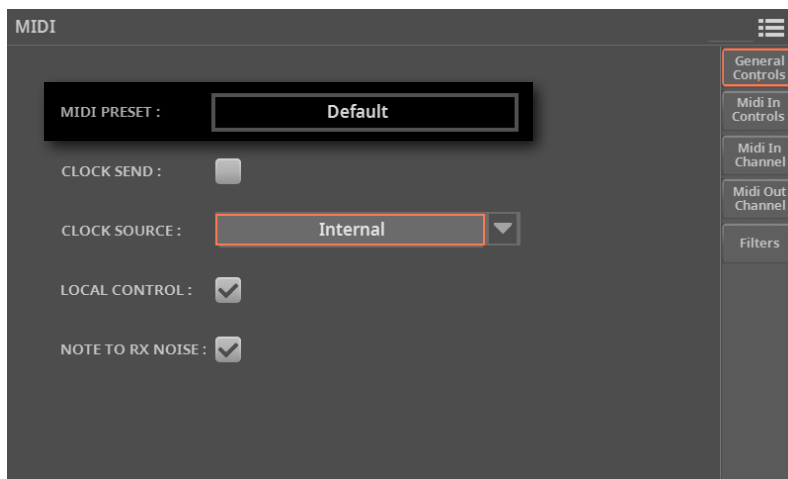 MIDI
MIDI PRESET :
Default
CLOCK SEND :
CLOCK SOURCE :
Internal
LOCAL CONTROL :
NOTE TO RX NOISE :
General
Controls
Midi In
Controls
Midi In
Channel
Midi Out
Channel
Filters